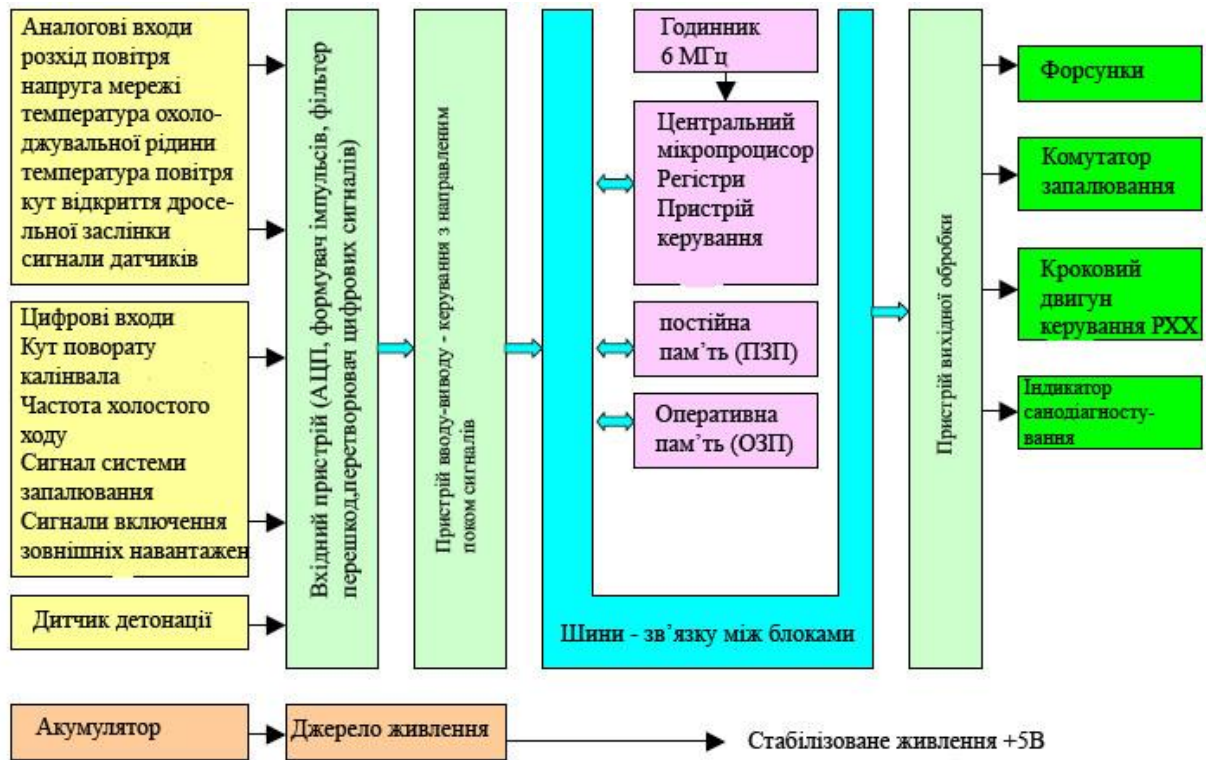 Аналогові входи
розхід повітря
напруга мережі
температура охоло-
джувальної рідини
температура повітря
кут відкриття дросе-
льної заслінки
сигнали датчиків
Цифрові входи
Кут поворату
калінвала
Частота холостого
ходу
Сигнал системи
запалювання
Сигнали включення
зовнішніх навантажен
Дитчик детонації
Акумулятор
Вхідний пристрій (АЦП, формувач імпульсів, фільтер
перешкод,перетворювач цифрових сигналів)
Джерело живлення
Пристрій вводу-виводу - керування з направленим
поком сигналів
Годинник
6 МГц
Центральний
мікропроцисор
Регістри
Пристрій
керування
постійна
пам’ть (ПЗП)
Оперативна
пам’ть (ОЗП)
Шини - зв’язку між блоками
Стабілізоване живлення +5В
Пристрій вихідної обробки
Форсунки
Комутатор
запалювання
Кроковий
двигун
керування РХХ
Індикатор
санодіагносту-
вання